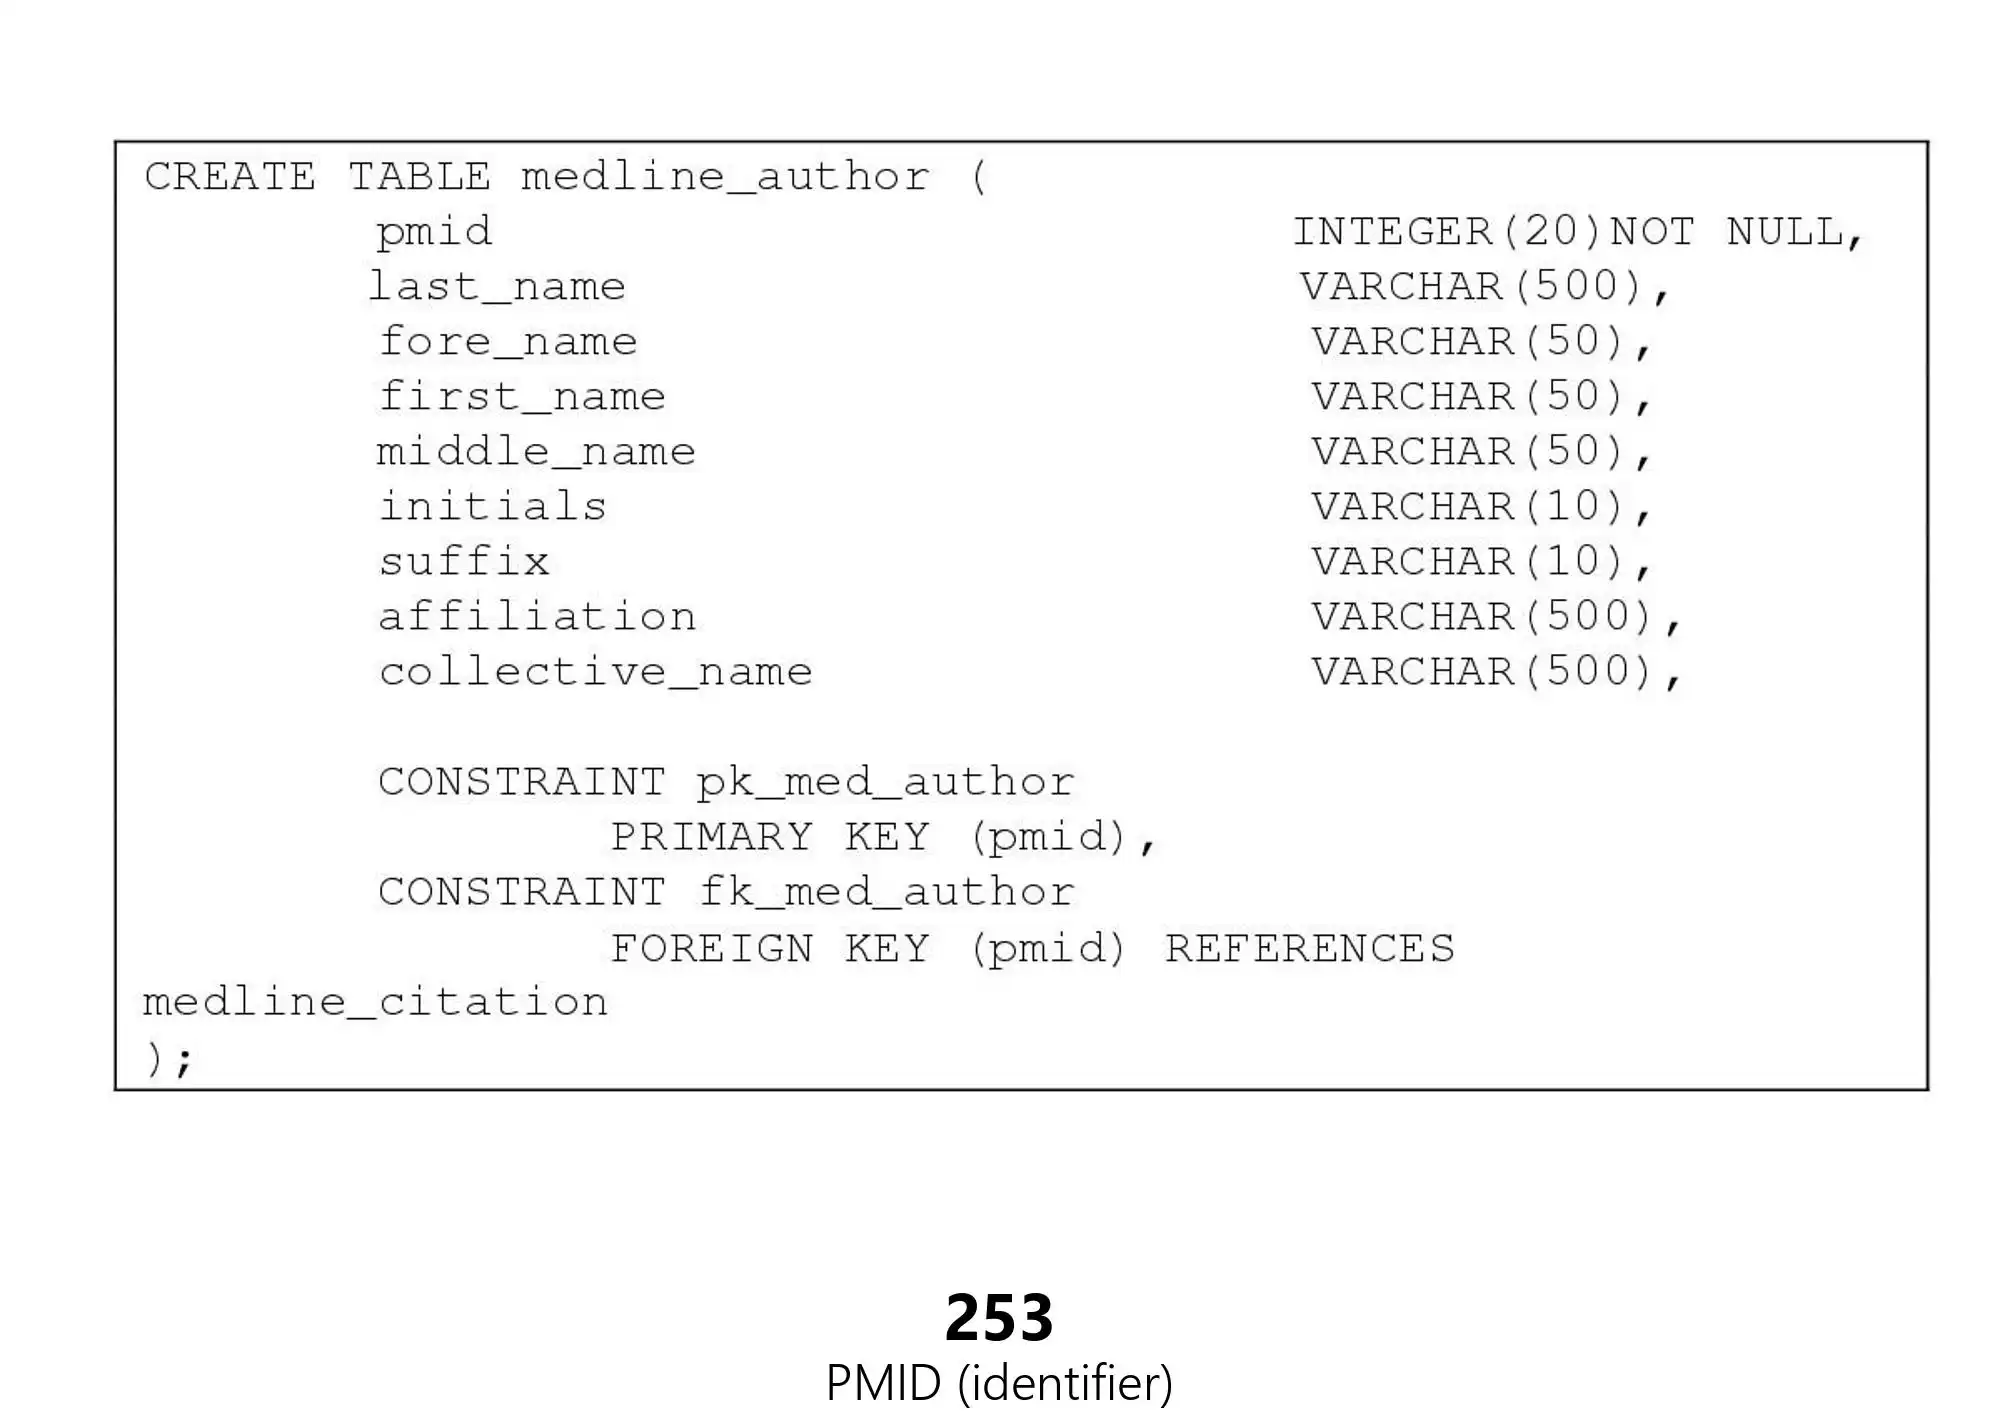 CREATE TABLE medline_author (
pmid INTEGER(20)NOT NULL,
last_name VARCHAR(500),
fore_name VARCHAR(50),
first_name VARCHAR(50),
middle_name VARCHAR(50),
initials VARCHAR(10),
suffix VARCHAR(10),
affiliation VARCHAR(500),
collective_name VARCHAR(500),
CONSTRAINT pk_med_author
PRIMARY KEY (pmid),
CONSTRAINT fk_med_author
FOREIGN KEY (pmid) REFERENCES
medline_citation
);
253
PMID (identifier)